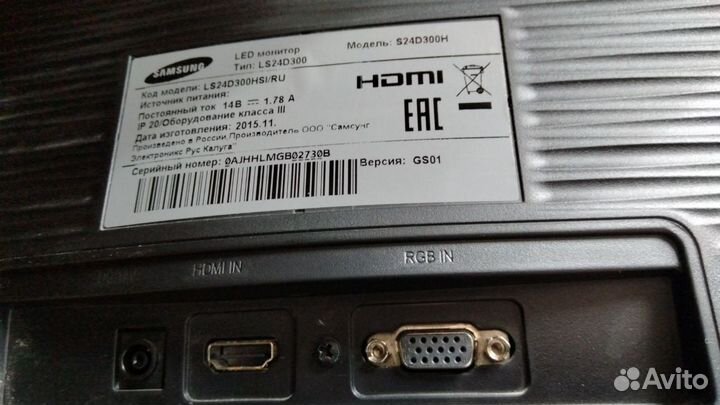 SAMSUNG
LED монитор
Тип: LS24D300
Модель: S24D300H
Код модели: LS24D300HSI/RU
Источник питания:
Постоянный ток 14В 1.78 А
IP 20/Оборудование класса III
Дата изготовления: 2015.11.
Произведено в России.Производитель ООО "Самсунг
Электроникс Рус Калуга"
Серийный номер: 0AJHHLMGB02730B
Версия: GS01
HDMI
EAC
HDMI IN
RGB IN
Avito